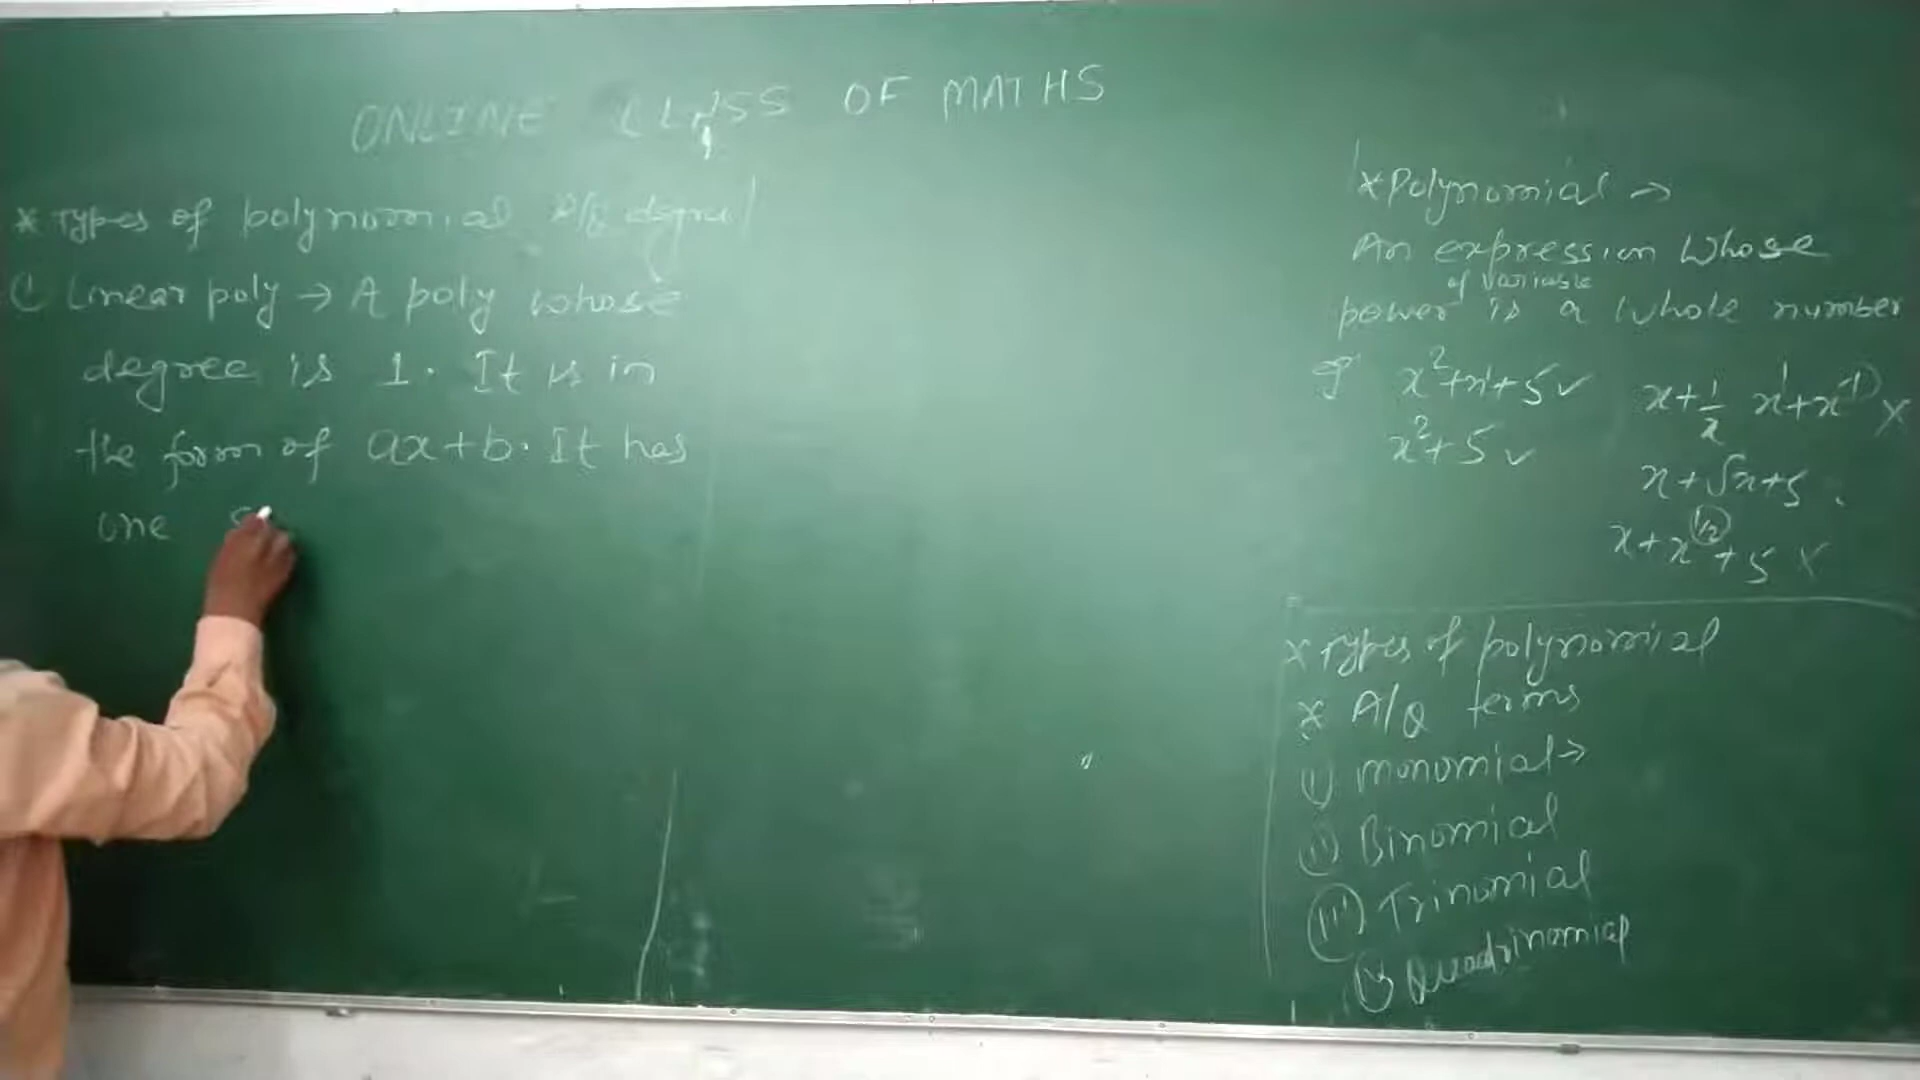 ONLINE CLASS OF MATHS
* Types of polynomial A/Q degree
(i Linear poly → A poly whose
degree is 1. It is in
the form of ax+b. It has
one
* Polynomial →
An expression whose
of variable
power is a whole number
eg x²+x¹+5 ✓ x+1/x x¹+x⁻¹ ×
x²+5 ✓
x+√x+5
x+x^1/2+5 ×
* Types of polynomial
* A/Q terms
(i) monomial →
(ii) Binomial
(iii) Trinomial
(iv) Quadrinomial